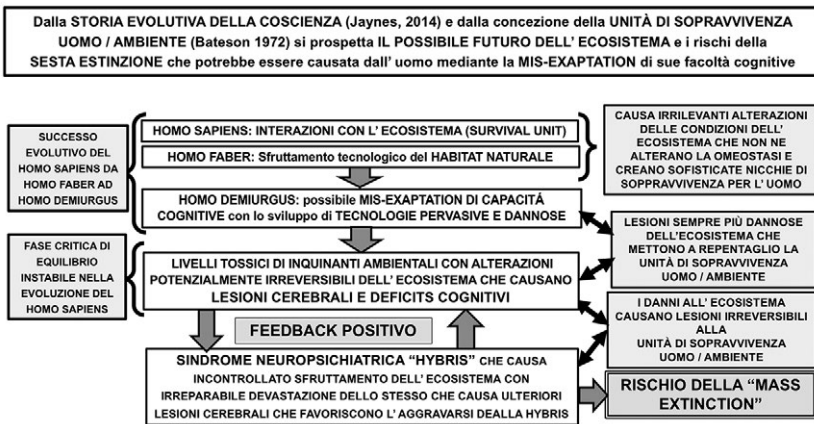 Dalla STORIA EVOLUTIVA DELLA COSCIENZA (Jaynes, 2014) e dalla concezione della UNITÀ DI SOPRAVVIVENZA
UOMO / AMBIENTE (Bateson 1972) si prospetta IL POSSIBILE FUTURO DELL' ECOSISTEMA e i rischi della
SESTA ESTINZIONE che potrebbe essere causata dall' uomo mediante la MIS-EXAPTATION di sue facoltà cognitive
SUCCESSO
EVOLUTIVO DEL
HOMO SAPIENS DA
HOMO FABER AD
HOMO DEMIURGUS
HOMO SAPIENS: INTERAZIONI CON L' ECOSISTEMA (SURVIVAL UNIT)
HOMO FABER: Sfruttamento tecnologico del HABITAT NATURALE
HOMO DEMIURGUS: possibile MIS-EXAPTATION DI CAPACITÁ
COGNITIVE con lo sviluppo di TECNOLOGIE PERVASIVE E DANNOSE
CAUSA IRRILEVANTI ALTERAZIONI
DELLE CONDIZIONI DELL'
ECOSISTEMA CHE NON NE
ALTERANO LA OMEOSTASI E
CREANO SOFISTICATE NICCHIE DI
SOPPRAVVIVENZA PER L' UOMO
FASE CRITICA DI
EQUILIBRIO
INSTABILE NELLA
EVOLUZIONE DEL
HOMO SAPIENS
LIVELLI TOSSICI DI INQUINANTI AMBIENTALI CON ALTERAZIONI
POTENZIALMENTE IRREVERSIBILI DELL' ECOSISTEMA CHE CAUSANO
LESIONI CEREBRALI E DEFICITS COGNITIVI
LESIONI SEMPRE PIÙ DANNOSE
DELL'ECOSISTEMA CHE
METTONO A REPENTAGLIO LA
UNITÀ DI SOPRAVVIVENZA
UOMO / AMBIENTE
FEEDBACK POSITIVO
I DANNI ALL' ECOSISTEMA
CAUSANO LESIONI IRREVERSIBILI
ALLA
UNITÀ DI SOPRAVVIVENZA
UOMO / AMBIENTE
SINDROME NEUROPSICHIATRICA "HYBRIS" CHE CAUSA
INCONTROLLATO SFRUTTAMENTO DELL' ECOSISTEMA CON
IRREPARABILE DEVASTAZIONE DELLO STESSO CHE CAUSA ULTERIORI
LESIONI CEREBRALI CHE FAVORISCONO L' AGGRAVARSI DEALLA HYBRIS
RISCHIO DELLA "MASS
EXTINCTION"